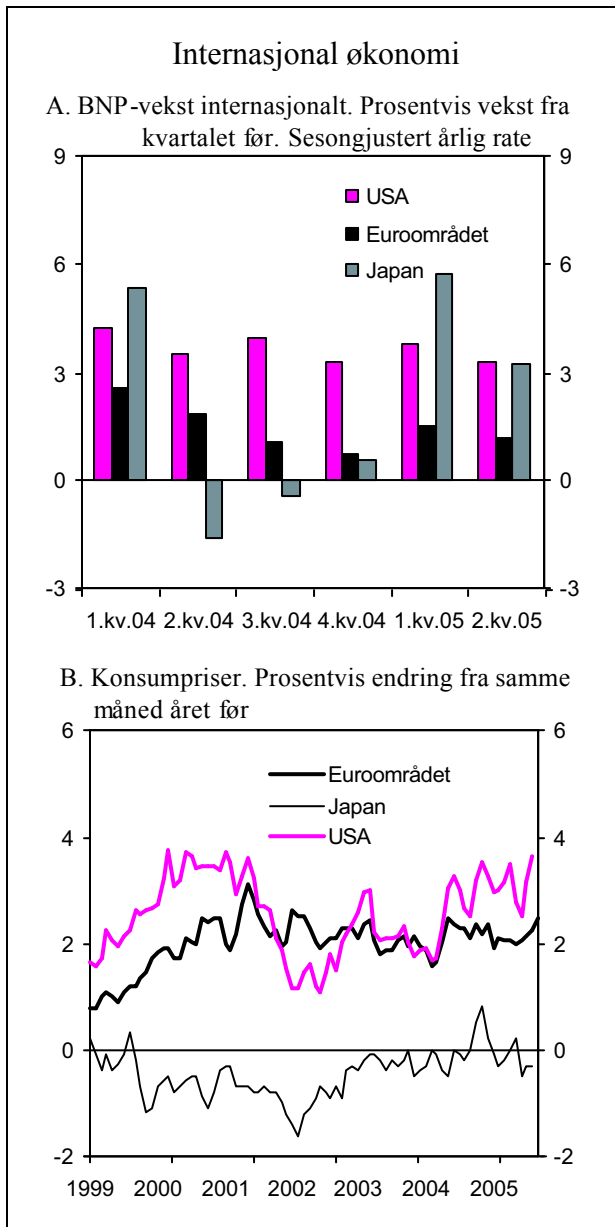 Internasjonal økonomi
A. BNP-vekst internasjonalt. Prosentvis vekst fra
kvartalet før. Sesongjustert årlig rate
9 9
USA
Euroområdet
6 6
Japan
3 3
0 0
-3 -3
1.kv.04 2.kv.04 3.kv.04 4.kv.04 1.kv.05 2.kv.05
B. Konsumpriser. Prosentvis endring fra samme
måned året før
6 6
Euroområdet
Japan
USA
4 4
2 2
0 0
-2 -2
1999 2000 2001 2002 2003 2004 2005